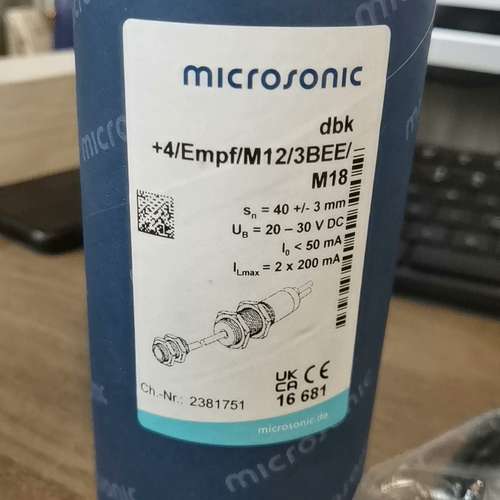 microsonic
dbk
+4/Empf/M12/3BEE/
M18
sn = 40 +/- 3 mm
UB = 20 – 30 V DC
I0 < 50 mA
ILmax = 2 x 200 mA
UK
CA CE
Ch.-Nr.: 2381751
16 681
microsonic.de
microsonic